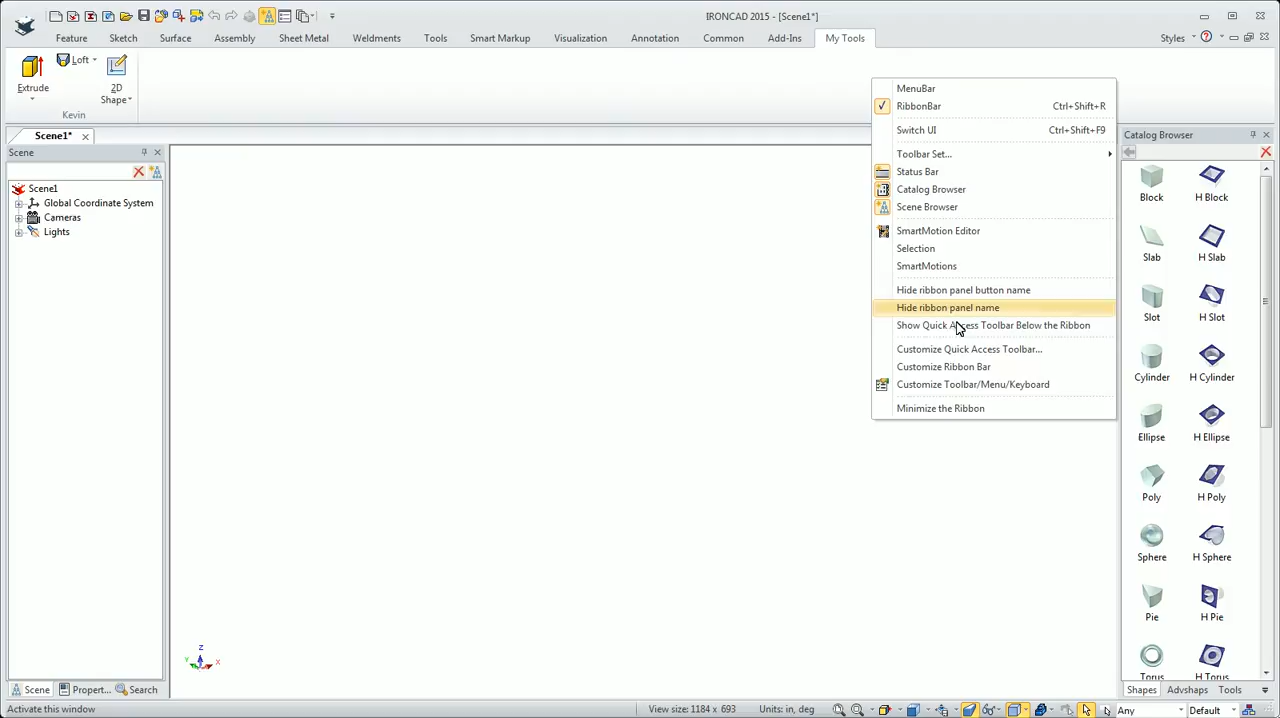 IRONCAD 2015 - [Scene1*]
Feature Sketch Surface Assembly Sheet Metal Weldments Tools Smart Markup Visualization Annotation Common Add-Ins My Tools Styles
Extrude
Loft
2D
Shape
Kevin
Scene1*
Scene
Scene1
Global Coordinate System
Cameras
Lights
MenuBar
RibbonBar Ctrl+Shift+R
Switch UI Ctrl+Shift+F9
Toolbar Set...
Status Bar
Catalog Browser
Scene Browser
SmartMotion Editor
Selection
SmartMotions
Hide ribbon panel button name
Hide ribbon panel name
Show Quick Access Toolbar Below the Ribbon
Customize Quick Access Toolbar...
Customize Ribbon Bar
Customize Toolbar/Menu/Keyboard
Minimize the Ribbon
Catalog Browser
Block H Block
Slab H Slab
Slot H Slot
Cylinder H Cylinder
Ellipse H Ellipse
Poly H Poly
Sphere H Sphere
Pie H Pie
Torus H Torus
Z
Y X
Scene Propert... Search
Shapes Advshaps Tools
Activate this window
View size: 1184 x 693 Units: in, deg
Any Default